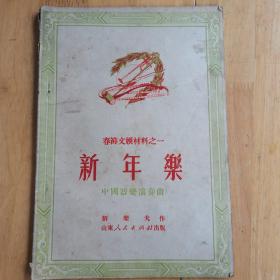 春節文娛材料之一
新年樂
中國器樂演奏曲
樂夫作
山東人民出版社出版